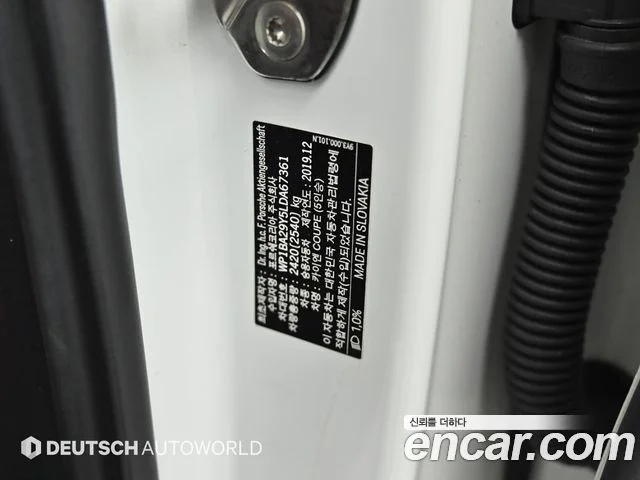 최초제작자 : Dr. Ing. h.c. F. Porsche Aktiengesellschaft
수입자명 : 포르쉐코리아 주식회사
차대번호 : WP1BA29Y5LDA67361
차량총중량 : 2420(2540) kg
차종 : 승용자동차 제작연도 : 2019.12
차명 : 카이엔 COUPE (5인승)
이 자동차는 대한민국 자동차관리법령에
적합하게 제작(수입)되었습니다.
1.0% MADE IN SLOVAKIA
9Y3.000.101.N
DEUTSCH AUTOWORLD
신뢰를 더하다
encar.com